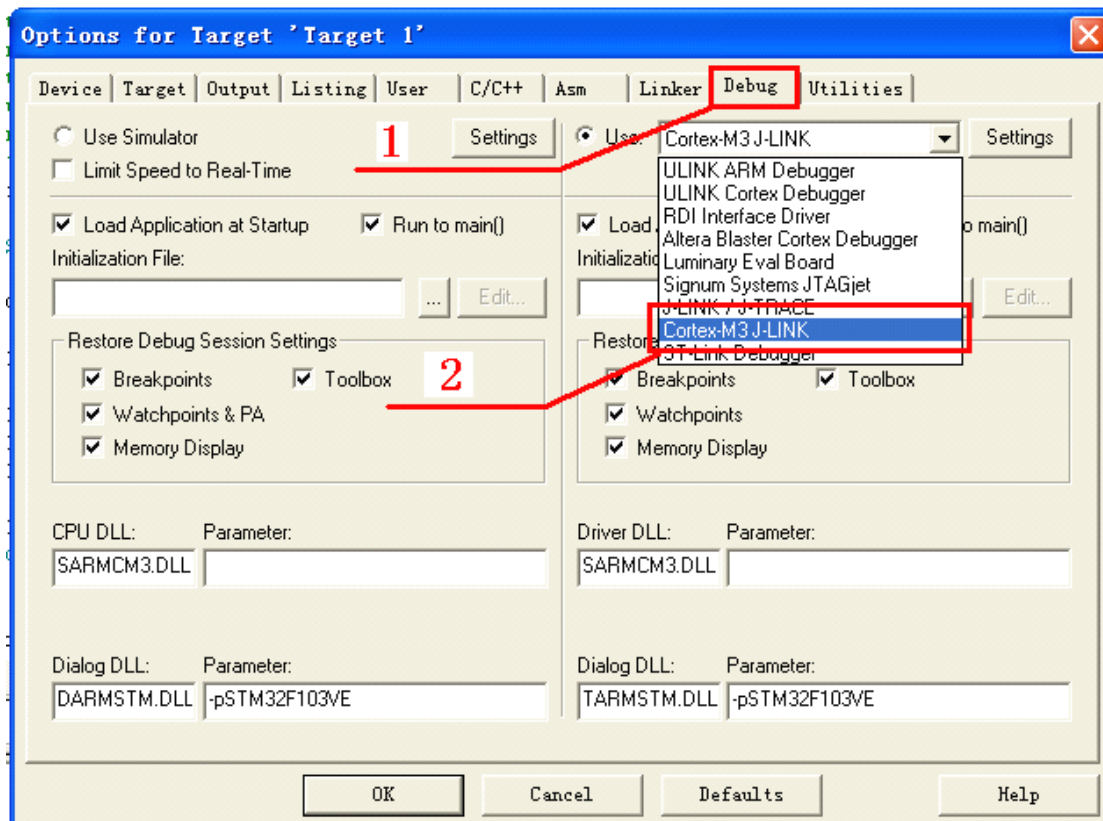 Options for Target 'Target 1'
Device Target Output Listing User C/C++ Asm Linker Debug Utilities
Use Simulator Settings Use: Cortex-M3 J-LINK Settings
1
Limit Speed to Real-Time
ULINK ARM Debugger
ULINK Cortex Debugger
RDI Interface Driver
Altera Blaster Cortex Debugger
Luminary Eval Board
Signum Systems JTAGjet
J-LINK / J-TRACE
Cortex-M3 J-LINK
ST-Link Debugger
Load Application at Startup Run to main() Load o main()
Initialization File: Initializatio
... Edit... Edit...
Restore Debug Session Settings Restore
Breakpoints Toolbox 2 Breakpoints Toolbox
Watchpoints & PA Watchpoints
Memory Display Memory Display
CPU DLL: Parameter: Driver DLL: Parameter:
SARMCM3.DLL SARMCM3.DLL
Dialog DLL: Parameter: Dialog DLL: Parameter:
DARMSTM.DLL -pSTM32F103VE TARMSTM.DLL -pSTM32F103VE
OK Cancel Defaults Help